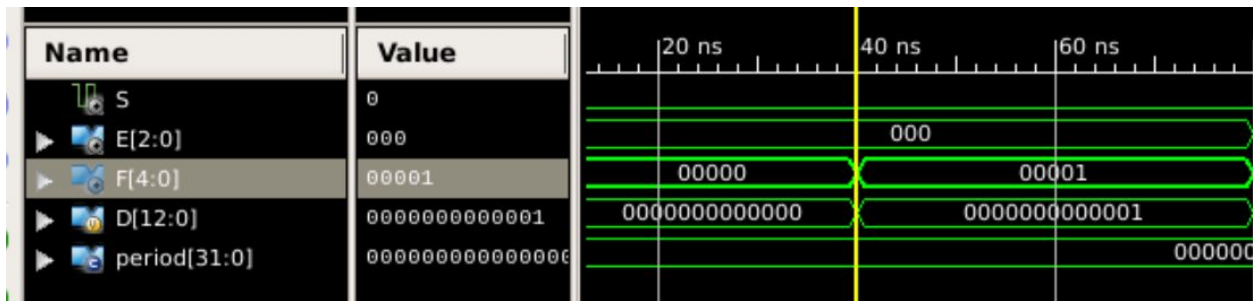 Name Value 20 ns 40 ns 60 ns
S 0
E[2:0] 000 000
F[4:0] 00001 00000 00001
D[12:0] 0000000000001 0000000000000 0000000000001
period[31:0] 0000000000000000 000000